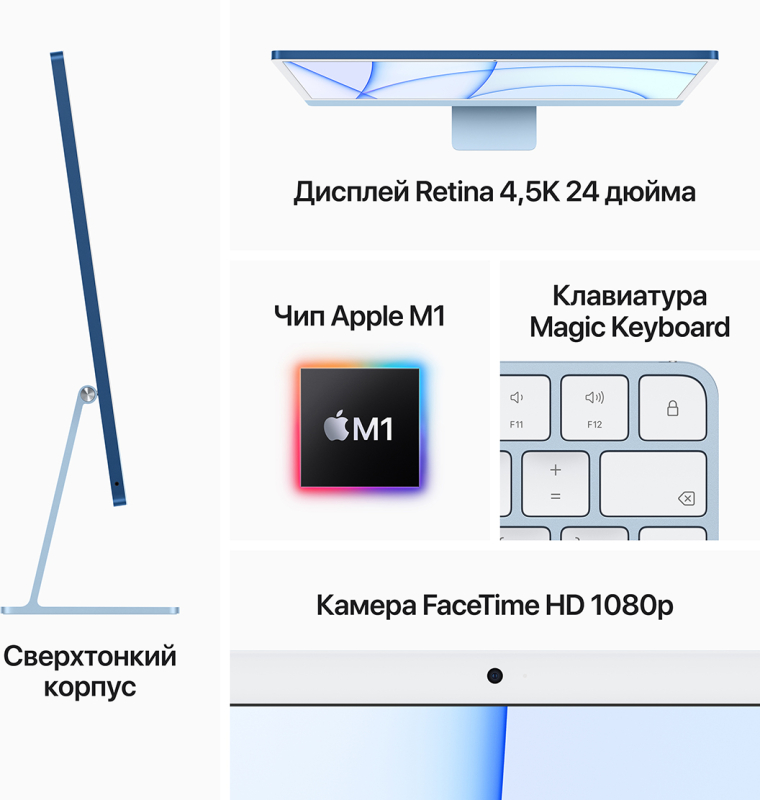 Дисплей Retina 4,5K 24 дюйма
Чип Apple M1
M1
Клавиатура
Magic Keyboard
F11
F12
+
=
Камера FaceTime HD 1080p
Сверхтонкий
корпус